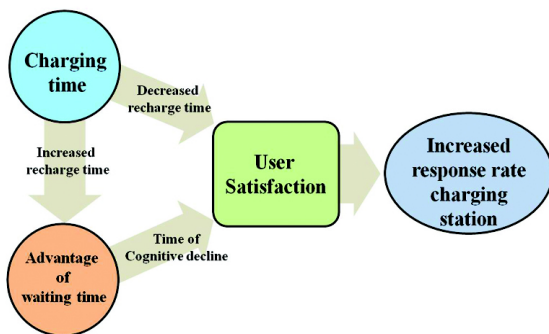 Charging
time
Decreased
recharge time
Increased
recharge time
User
Satisfaction
Increased
response rate
charging
station
Advantage
of
waiting time
Time of
Cognitive decline